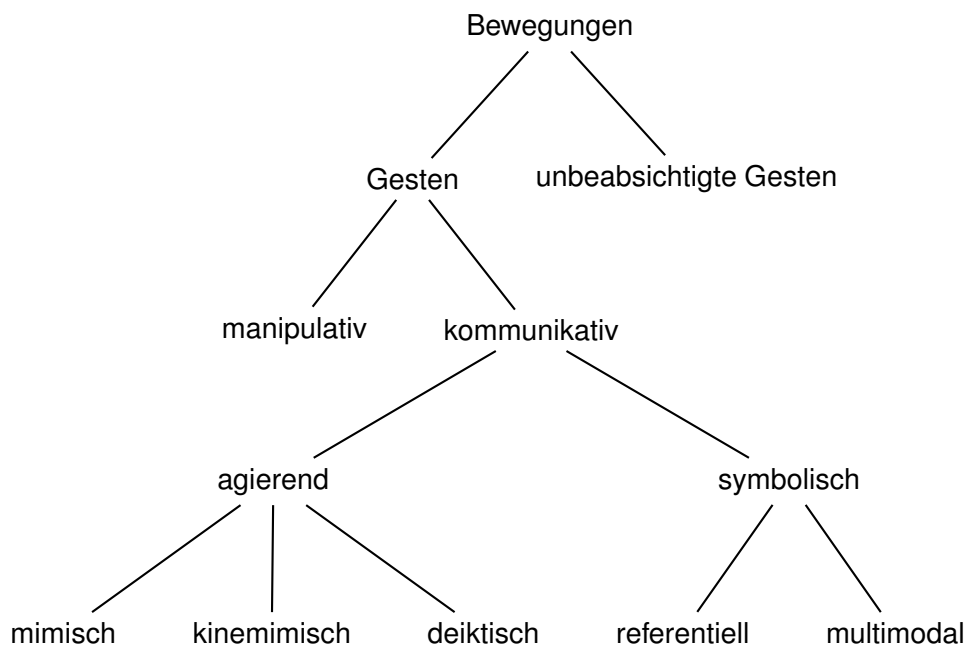 Bewegungen
Gesten
unbeabsichtigte Gesten
manipulativ
kommunikativ
agierend
symbolisch
mimisch
kinemimisch
deiktisch
referentiell
multimodal